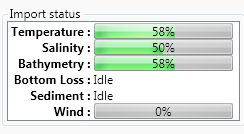 Import status
Temperature : 58%
Salinity : 50%
Bathymetry : 58%
Bottom Loss : Idle
Sediment : Idle
Wind : 0%